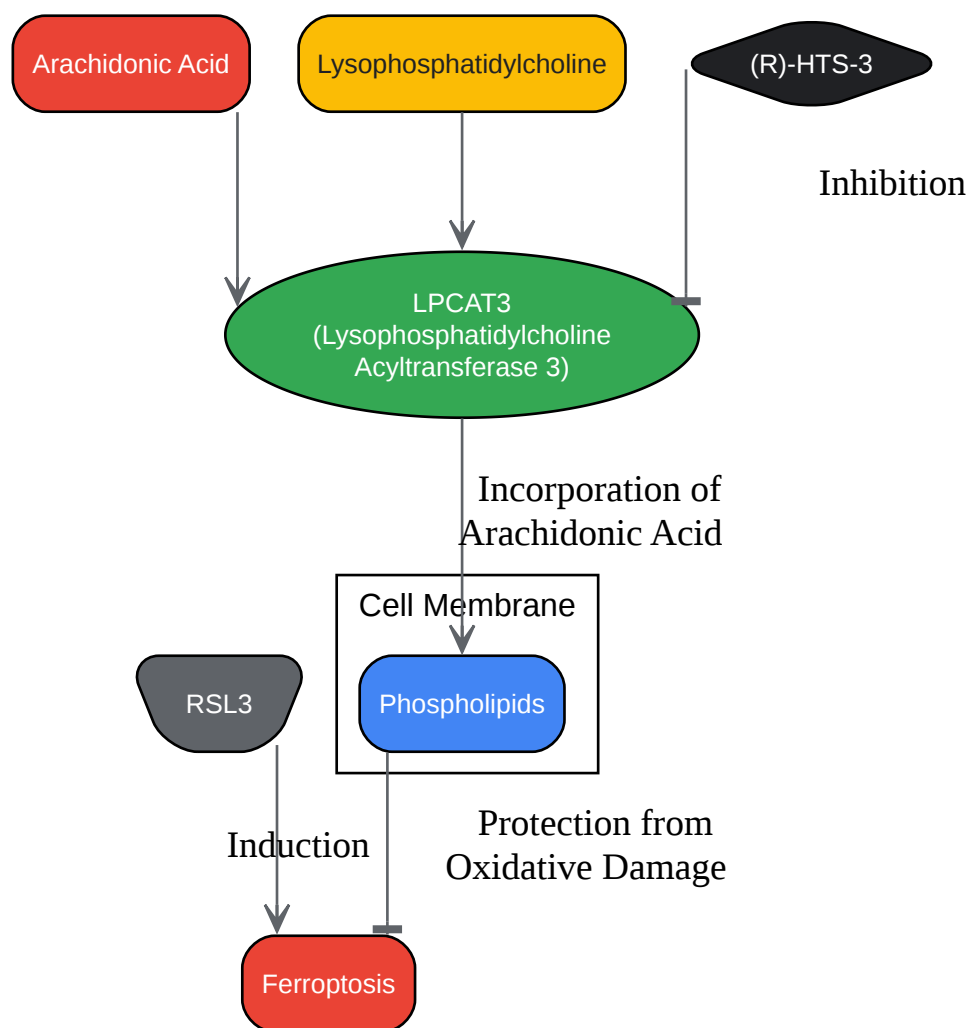 Arachidonic Acid
Lysophosphatidylcholine
(R)-HTS-3
Inhibition
LPCAT3
(Lysophosphatidylcholine
Acyltransferase 3)
Incorporation of
Arachidonic Acid
Cell Membrane
RSL3
Phospholipids
Induction
Protection from
Oxidative Damage
Ferroptosis